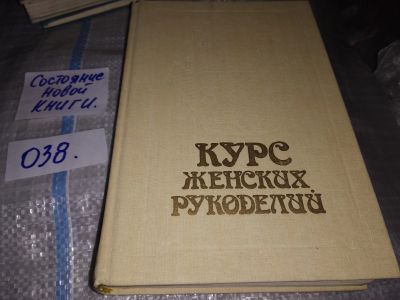 Состояние
новой
книги.
038.
КУРС
ЖЕНСКИХ
РУКОДЕЛИЙ